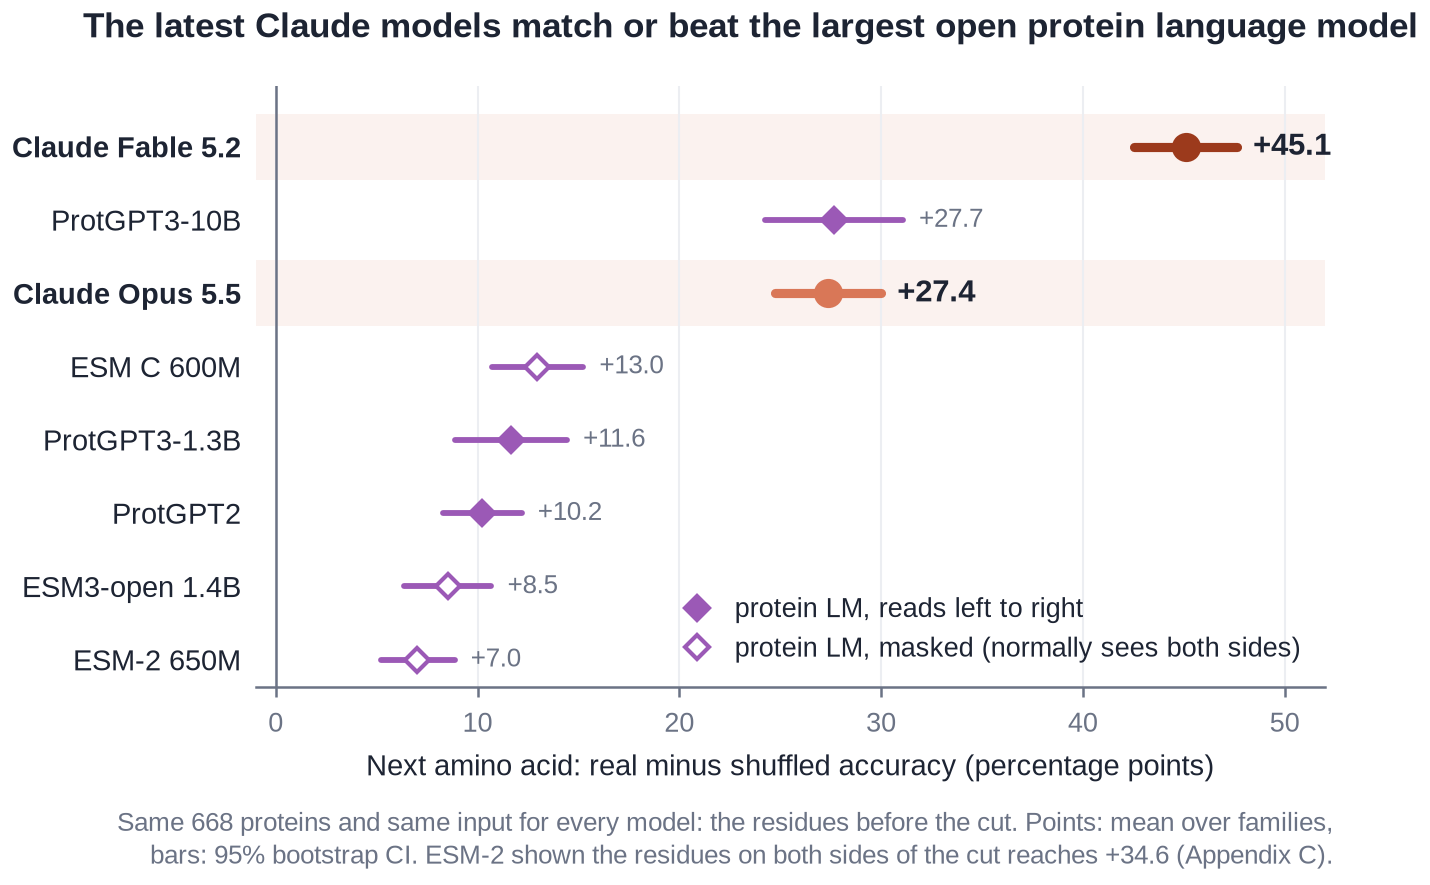 The latest Claude models match or beat the largest open protein language model
Claude Fable 5.2
+45.1
ProtGPT3-10B
+27.7
Claude Opus 5.5
+27.4
ESM C 600M
+13.0
ProtGPT3-1.3B
+11.6
ProtGPT2
+10.2
ESM3-open 1.4B
+8.5
protein LM, reads left to right
protein LM, masked (normally sees both sides)
ESM-2 650M
+7.0
0 10 20 30 40 50
Next amino acid: real minus shuffled accuracy (percentage points)
Same 668 proteins and same input for every model: the residues before the cut. Points: mean over families,
bars: 95% bootstrap CI. ESM-2 shown the residues on both sides of the cut reaches +34.6 (Appendix C).